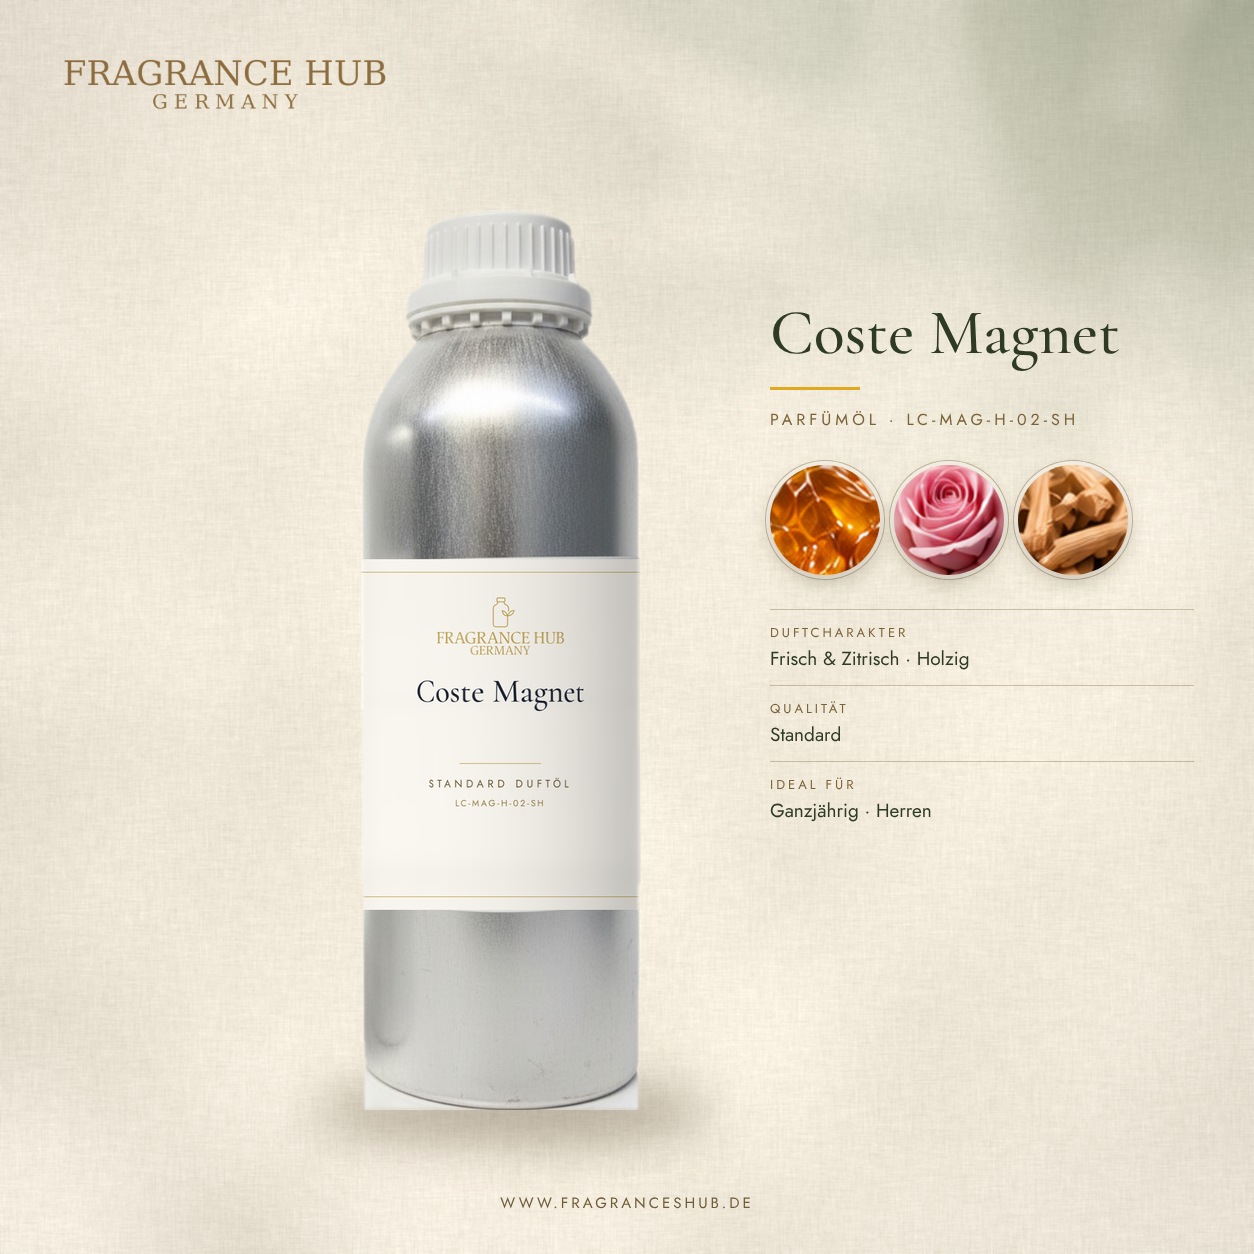 FRAGRANCE HUB
GERMANY
FRAGRANCE HUB
GERMANY
Coste Magnet
STANDARD DUFTÖL
LC-MAG-H-02-SH
Coste Magnet
PARFÜMÖL · LC-MAG-H-02-SH
DUFTCHARAKTER
Frisch & Zitrisch · Holzig
QUALITÄT
Standard
IDEAL FÜR
Ganzjährig · Herren
WWW.FRAGRANCESHUB.DE